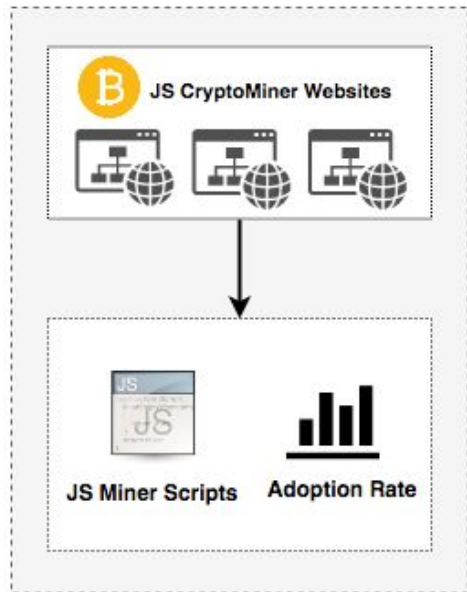 JS CryptoMiner Websites
JS
JS
JS Miner Scripts
Adoption Rate